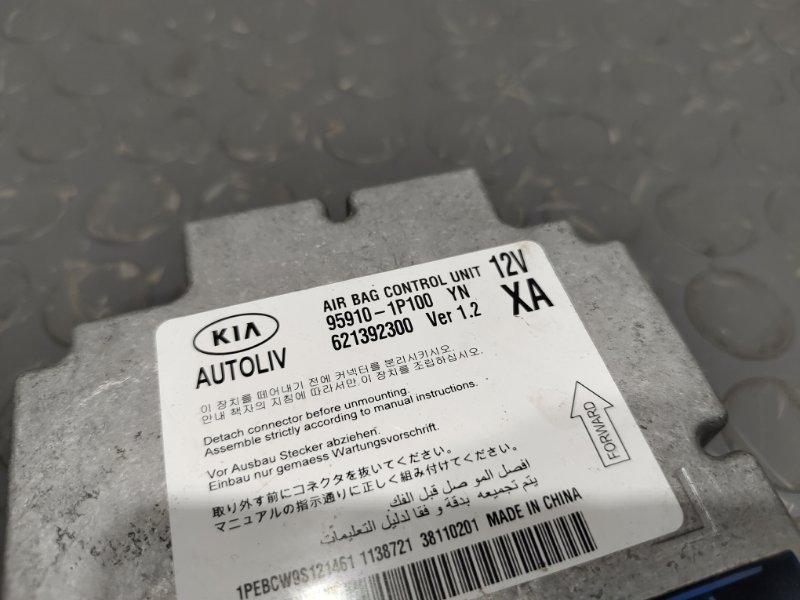 KIA
AUTOLIV
AIR BAG CONTROL UNIT 12V
95910-1P100 YN XA
621392300 Ver 1.2
이 장치를 떼어내기 전에 커넥터를 분리시키시오.
안내 책자의 지침에 따라서만 이 장치를 조립하십시오.
Detach connector before unmounting.
Assemble strictly according to manual instructions.
FORWARD
Vor Ausbau Stecker abziehen.
Einbau nur gemaess Wartungsvorschrift.
取り外す前にコネクタを抜いてください。
マニュアルの指示通りに正しく組み付けてください。
افصل الموصل قبل الفك
يتم تجميعه بدقة و فقا لدليل التعليمات
1PEBCW9S121461 1138721 38110201 MADE IN CHINA